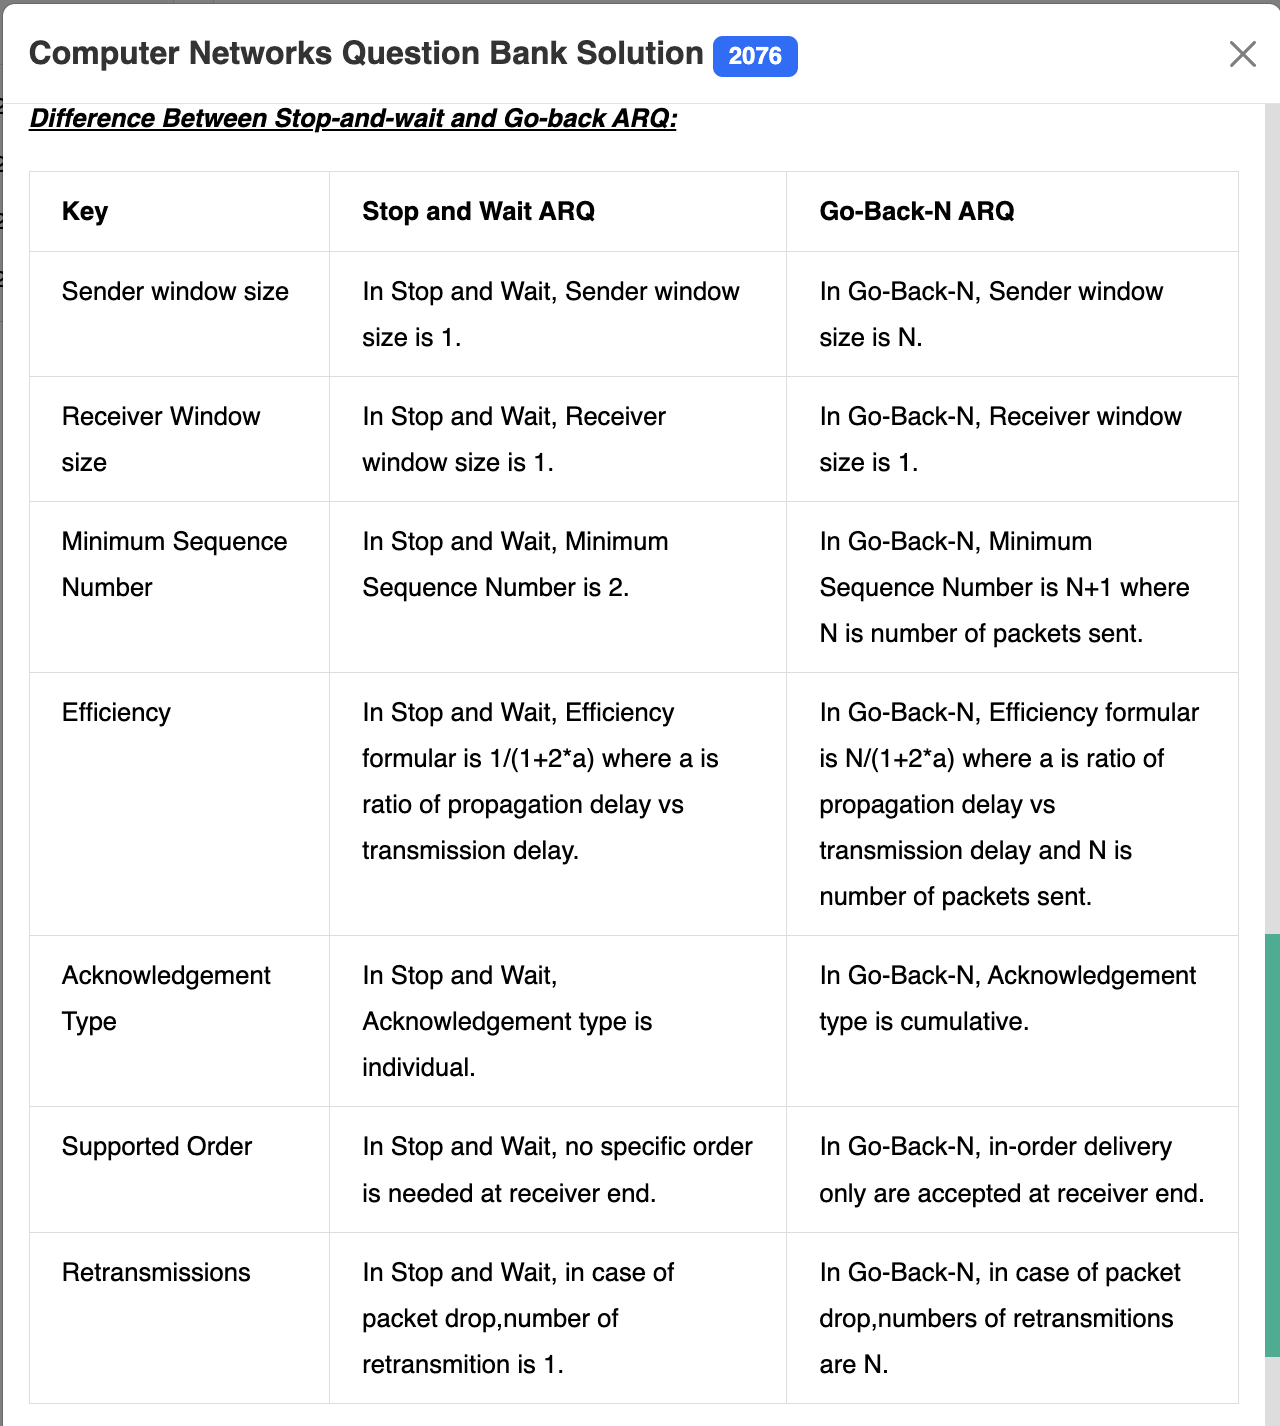 Computer Networks Question Bank Solution 2076
Difference Between Stop-and-wait and Go-back ARQ:
Key
Stop and Wait ARQ
Go-Back-N ARQ
Sender window size
In Stop and Wait, Sender window
size is 1.
In Go-Back-N, Sender window
size is N.
Receiver Window
size
In Stop and Wait, Receiver
window size is 1.
In Go-Back-N, Receiver window
size is 1.
Minimum Sequence
Number
In Stop and Wait, Minimum
Sequence Number is 2.
In Go-Back-N, Minimum
Sequence Number is N+1 where
N is number of packets sent.
Efficiency
In Stop and Wait, Efficiency
formular is 1/(1+2*a) where a is
ratio of propagation delay vs
transmission delay.
In Go-Back-N, Efficiency formular
is N/(1+2*a) where a is ratio of
propagation delay vs
transmission delay and N is
number of packets sent.
Acknowledgement
Type
In Stop and Wait,
Acknowledgement type is
individual.
In Go-Back-N, Acknowledgement
type is cumulative.
Supported Order
In Stop and Wait, no specific order
is needed at receiver end.
In Go-Back-N, in-order delivery
only are accepted at receiver end.
Retransmissions
In Stop and Wait, in case of
packet drop,number of
retransmition is 1.
In Go-Back-N, in case of packet
drop,numbers of retransmitions
are N.